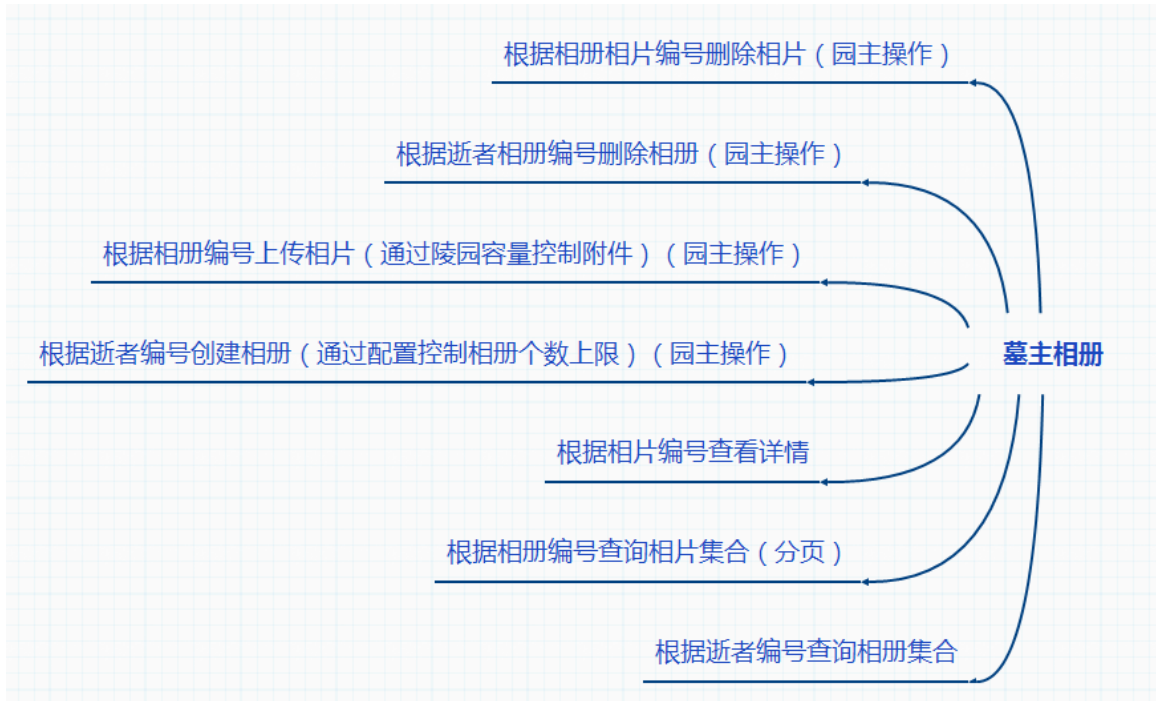 根据相册相片编号删除相片（园主操作）
根据逝者相册编号删除相册（园主操作）
根据相册编号上传相片（通过陵园容量控制附件）（园主操作）
根据逝者编号创建相册（通过配置控制相册个数上限）（园主操作）
墓主相册
根据相片编号查看详情
根据相册编号查询相片集合（分页）
根据逝者编号查询相册集合